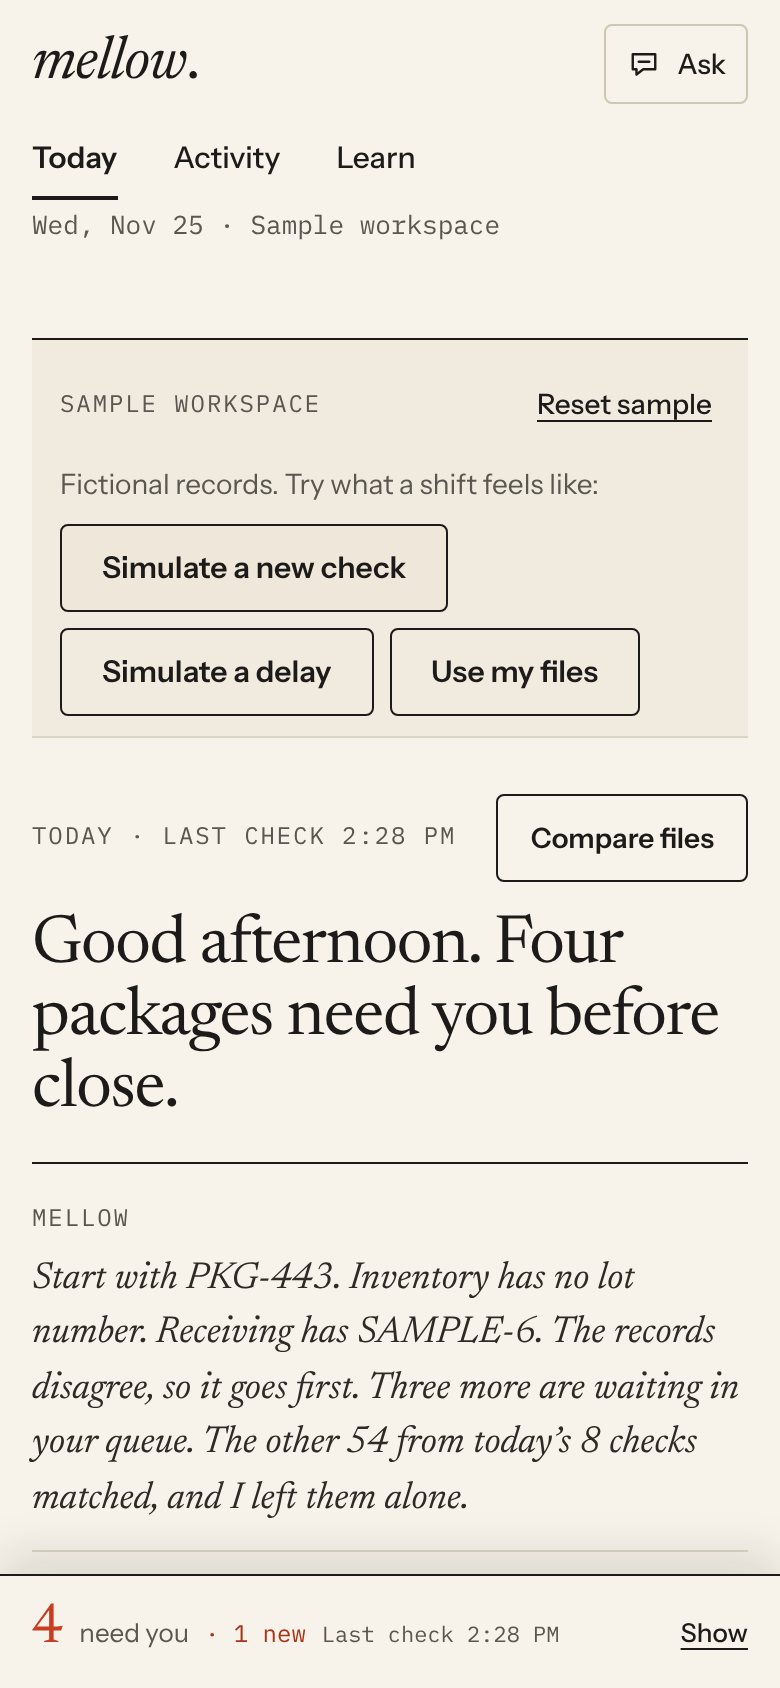 mellow.
Ask
Today Activity Learn
Wed, Nov 25 · Sample workspace
SAMPLE WORKSPACE
Reset sample
Fictional records. Try what a shift feels like:
Simulate a new check
Simulate a delay
Use my files
TODAY · LAST CHECK 2:28 PM
Compare files
Good afternoon. Four
packages need you before
close.
MELLOW
Start with PKG-443. Inventory has no lot
number. Receiving has SAMPLE-6. The records
disagree, so it goes first. Three more are waiting in
your queue. The other 54 from today’s 8 checks
matched, and I left them alone.
4 need you · 1 new Last check 2:28 PM
Show